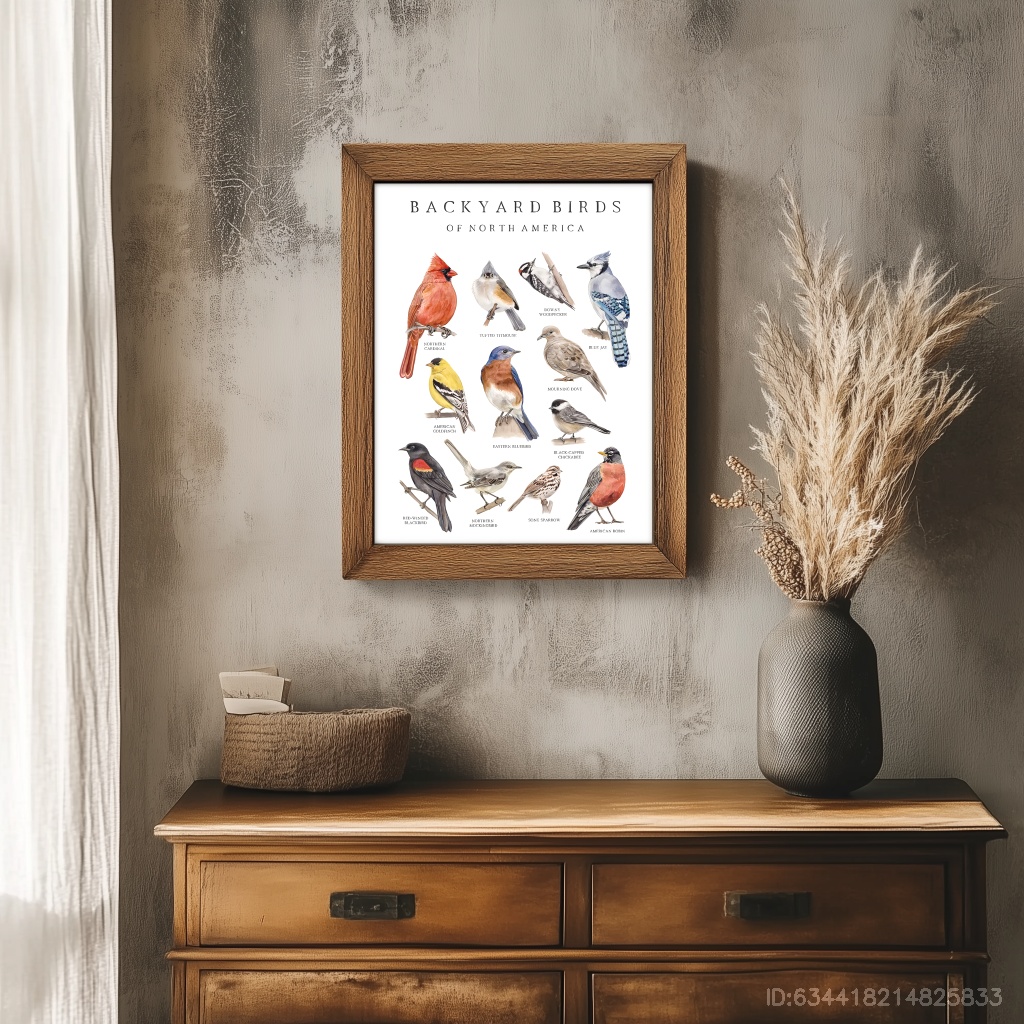 BACKYARD BIRDS
OF NORTH AMERICA
NORTHERN
CARDINAL
TUFTED TITMOUSE
DOWNY
WOODPECKER
BLUE JAY
MOURNING DOVE
AMERICAN
GOLDFINCH
EASTERN BLUEBIRD
BLACK-CAPPED
CHICKADEE
RED-WINGED
BLACKBIRD
NORTHERN
MOCKINGBIRD
SONG SPARROW
AMERICAN ROBIN
ID:634418214825833